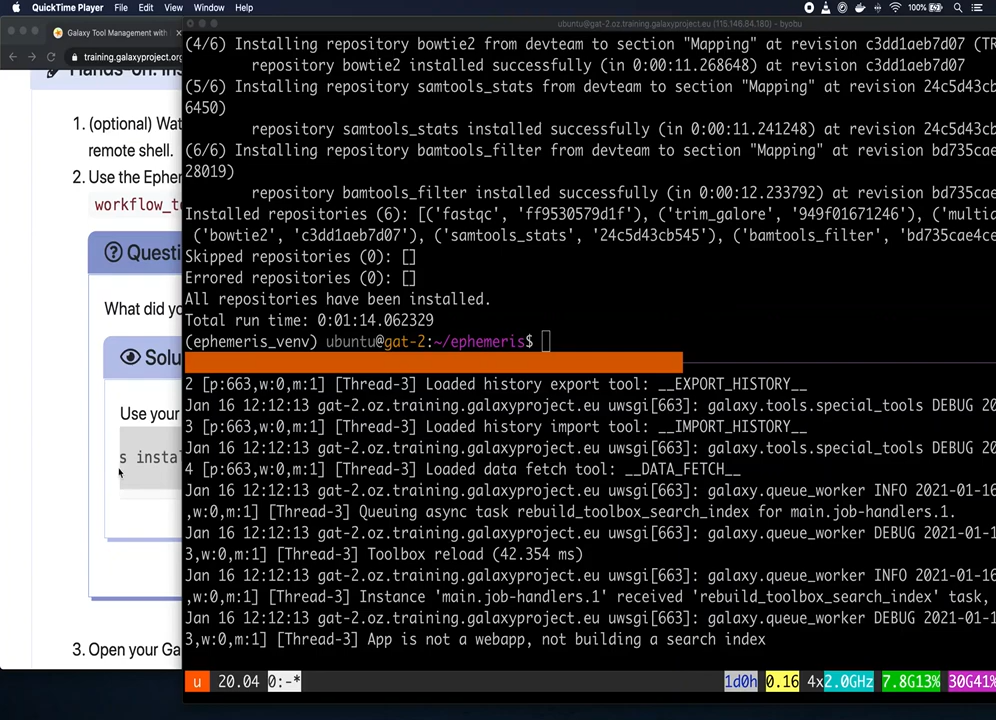 QuickTime Player File Edit View Window Help 100%
ubuntu@gat-2.oz.training.galaxyproject.eu (115.146.84.180) - byobu
Galaxy Tool Management with
training.galaxyproject.org
Hands-on:
1. (optional) Wat
remote shell.
2. Use the Ephem
workflow_to
Questi
What did yo
Solu
Use your
s instal
3. Open your Ga
(4/6) Installing repository bowtie2 from devteam to section "Mapping" at revision c3dd1aeb7d07 (TR
repository bowtie2 installed successfully (in 0:00:11.268648) at revision c3dd1aeb7d07
(5/6) Installing repository samtools_stats from devteam to section "Mapping" at revision 24c5d43cb
6450)
repository samtools_stats installed successfully (in 0:00:11.241248) at revision 24c5d43cb
(6/6) Installing repository bamtools_filter from devteam to section "Mapping" at revision bd735cae
28019)
repository bamtools_filter installed successfully (in 0:00:12.233792) at revision bd735cae
Installed repositories (6): [('fastqc', 'ff9530579d1f'), ('trim_galore', '949f01671246'), ('multiq
('bowtie2', 'c3dd1aeb7d07'), ('samtools_stats', '24c5d43cb545'), ('bamtools_filter', 'bd735cae4ce
Skipped repositories (0): []
Errored repositories (0): []
All repositories have been installed.
Total run time: 0:01:14.062329
(ephemeris_venv) ubuntu@gat-2:~/ephemeris$
2 [p:663,w:0,m:1] [Thread-3] Loaded history export tool: __EXPORT_HISTORY__
Jan 16 12:12:13 gat-2.oz.training.galaxyproject.eu uwsgi[663]: galaxy.tools.special_tools DEBUG 20
3 [p:663,w:0,m:1] [Thread-3] Loaded history import tool: __IMPORT_HISTORY__
Jan 16 12:12:13 gat-2.oz.training.galaxyproject.eu uwsgi[663]: galaxy.tools.special_tools DEBUG 20
4 [p:663,w:0,m:1] [Thread-3] Loaded data fetch tool: __DATA_FETCH__
Jan 16 12:12:13 gat-2.oz.training.galaxyproject.eu uwsgi[663]: galaxy.queue_worker INFO 2021-01-16
,w:0,m:1] [Thread-3] Queuing async task rebuild_toolbox_search_index for main.job-handlers.1.
Jan 16 12:12:13 gat-2.oz.training.galaxyproject.eu uwsgi[663]: galaxy.queue_worker DEBUG 2021-01-1
3,w:0,m:1] [Thread-3] Toolbox reload (42.354 ms)
Jan 16 12:12:13 gat-2.oz.training.galaxyproject.eu uwsgi[663]: galaxy.queue_worker INFO 2021-01-16
,w:0,m:1] [Thread-3] Instance 'main.job-handlers.1' received 'rebuild_toolbox_search_index' task,
Jan 16 12:12:13 gat-2.oz.training.galaxyproject.eu uwsgi[663]: galaxy.queue_worker DEBUG 2021-01-1
3,w:0,m:1] [Thread-3] App is not a webapp, not building a search index
u 20.04 0:-* 1d0h 0.16 4x2.0GHz 7.8G13% 30G41%